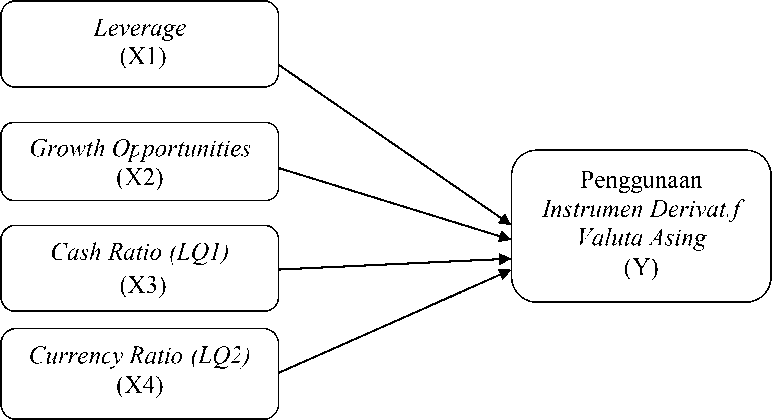 Leverage
(X1)
Growth Opportunities
(X2)
Cash Ratio (LQ1)
(X3)
Currency Ratio (LQ2)
(X4)
Penggunaan
Instrumen Derivat.f
Valuta Asing
(Y)